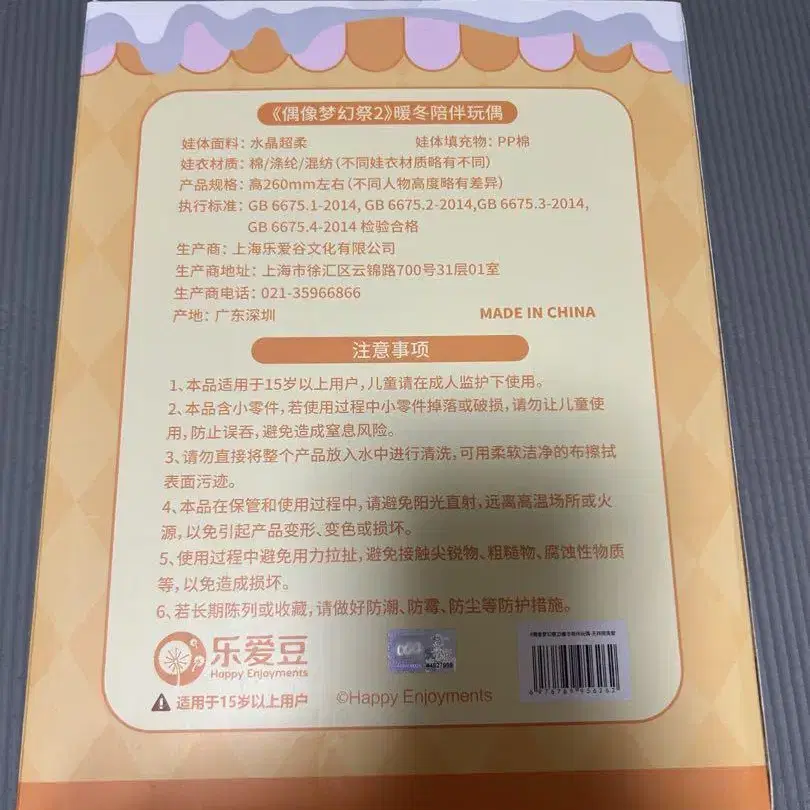 《偶像梦幻祭2》暖冬陪伴玩偶
娃体面料：水晶超柔 娃体填充物：PP棉
娃衣材质：棉/涤纶/混纺（不同娃衣材质略有不同）
产品规格：高260mm左右（不同人物高度略有差异）
执行标准：GB 6675.1-2014, GB 6675.2-2014,GB 6675.3-2014,
GB 6675.4-2014 检验合格
生产商：上海乐爱谷文化有限公司
生产商地址：上海市徐汇区云锦路700号31层01室
生产商电话：021-35966866
产地：广东深圳 MADE IN CHINA
注意事项
1、本品适用于15岁以上用户，儿童请在成人监护下使用。
2、本品含小零件，若使用过程中小零件掉落或破损，请勿让儿童使
用，防止误吞，避免造成窒息风险。
3、请勿直接将整个产品放入水中进行清洗，可用柔软洁净的布擦拭
表面污迹。
4、本品在保管和使用过程中，请避免阳光直射，远离高温场所或火
源，以免引起产品变形、变色或损坏。
5、使用过程中避免用力拉扯，避免接触尖锐物、粗糙物、腐蚀性物质
等，以免造成损坏。
6、若长期陈列或收藏，请做好防潮、防霉、防尘等防护措施。
乐爱豆
Happy Enjoyments
适用于15岁以上用户 ©Happy Enjoyments